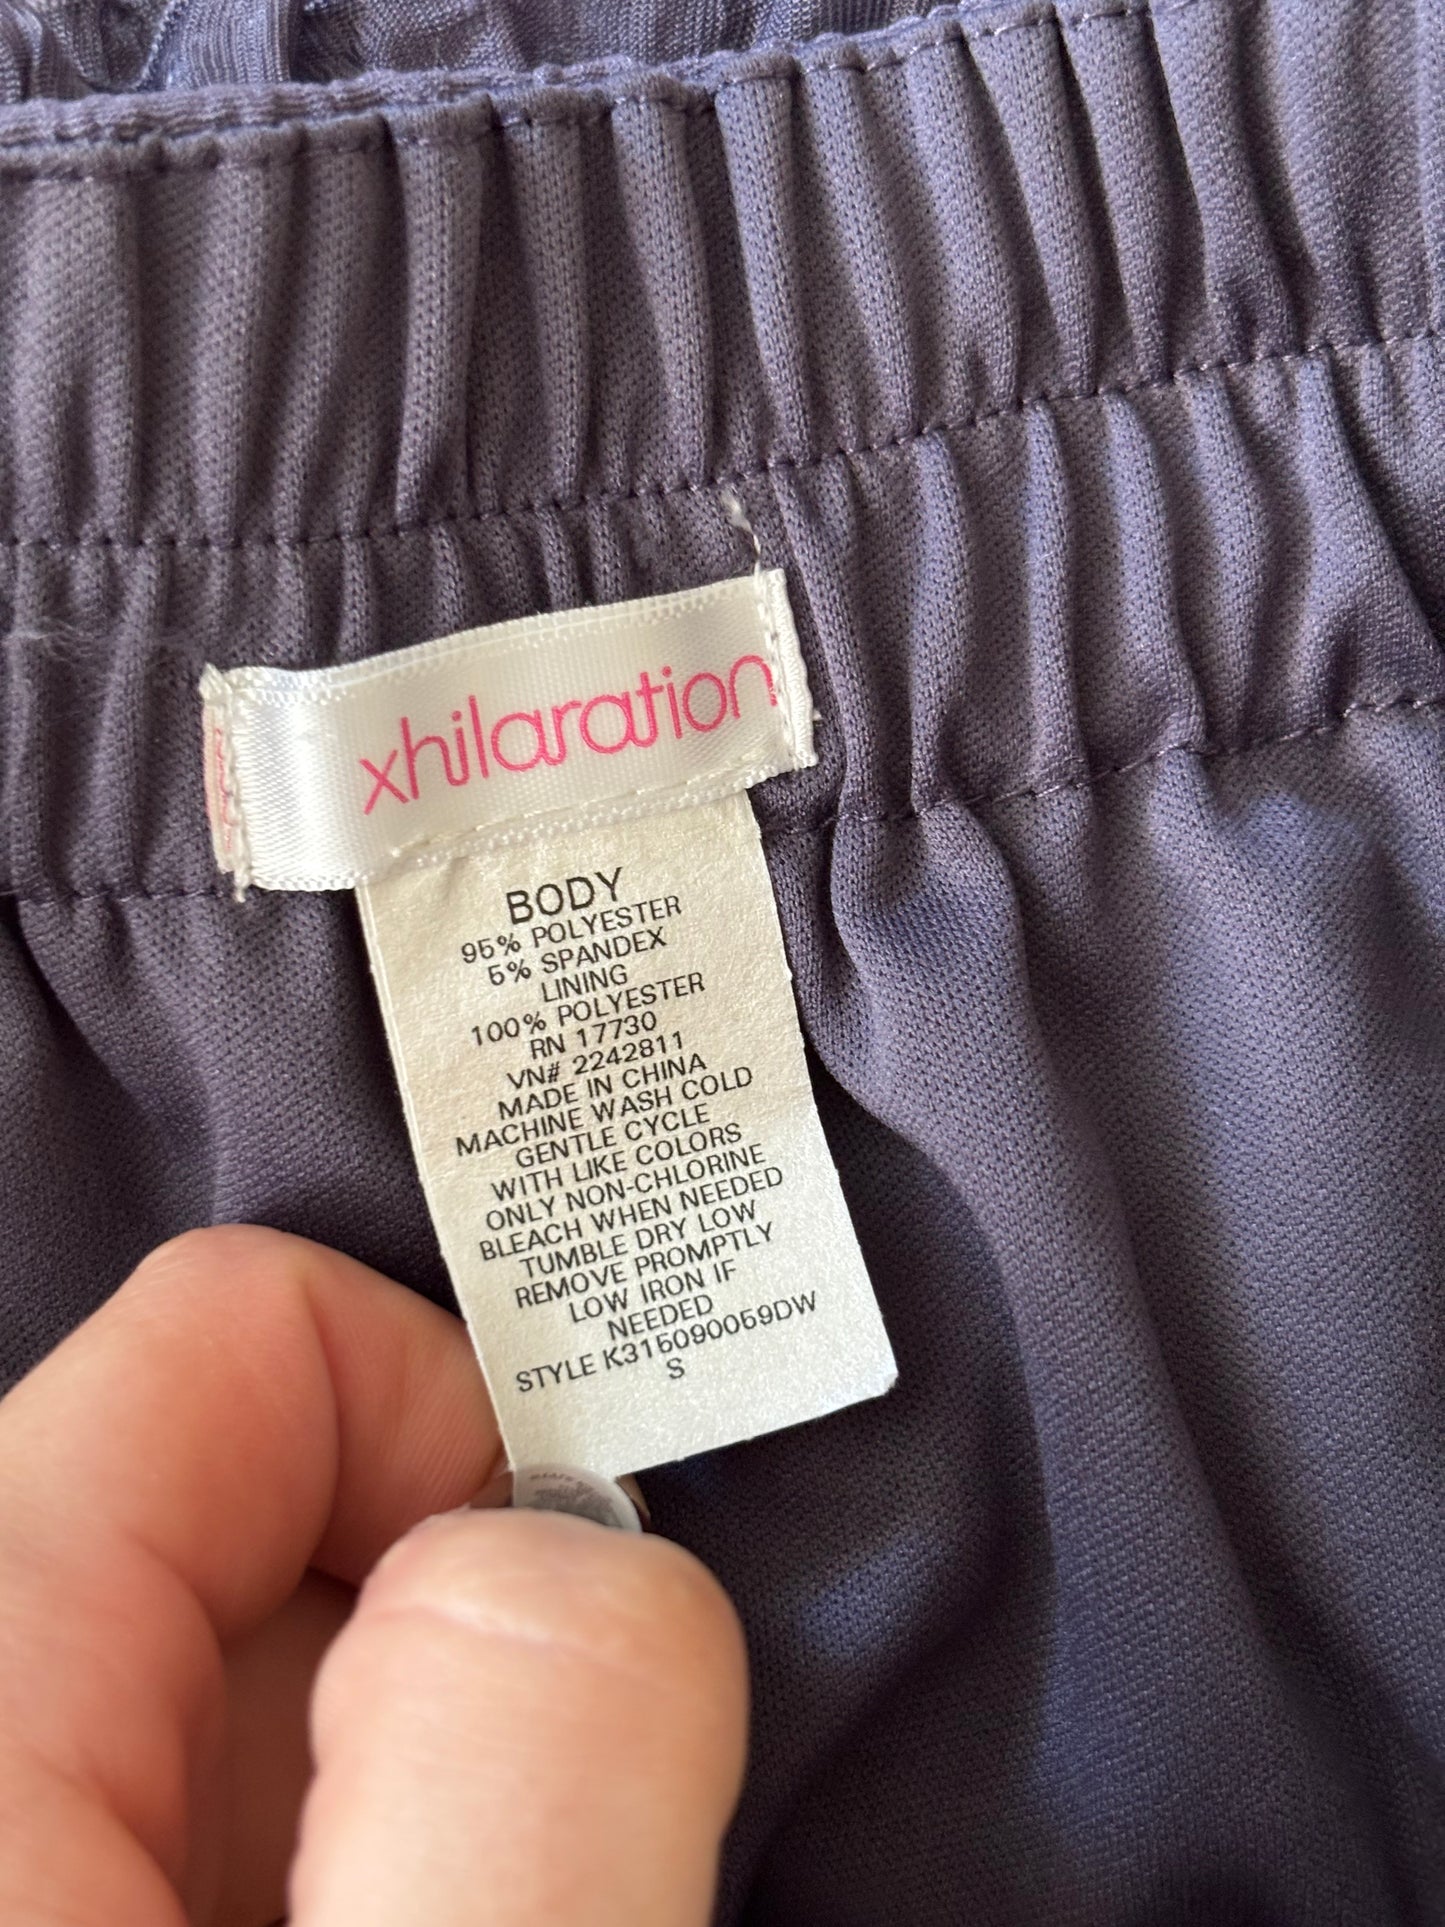 xhilaration
BODY
95% POLYESTER
5% SPANDEX
LINING
100% POLYESTER
RN 17730
VN# 2242811
MADE IN CHINA
MACHINE WASH COLD
GENTLE CYCLE
WITH LIKE COLORS
ONLY NON-CHLORINE
BLEACH WHEN NEEDED
TUMBLE DRY LOW
REMOVE PROMPTLY
LOW IRON IF
NEEDED
STYLE K315090059DW
S